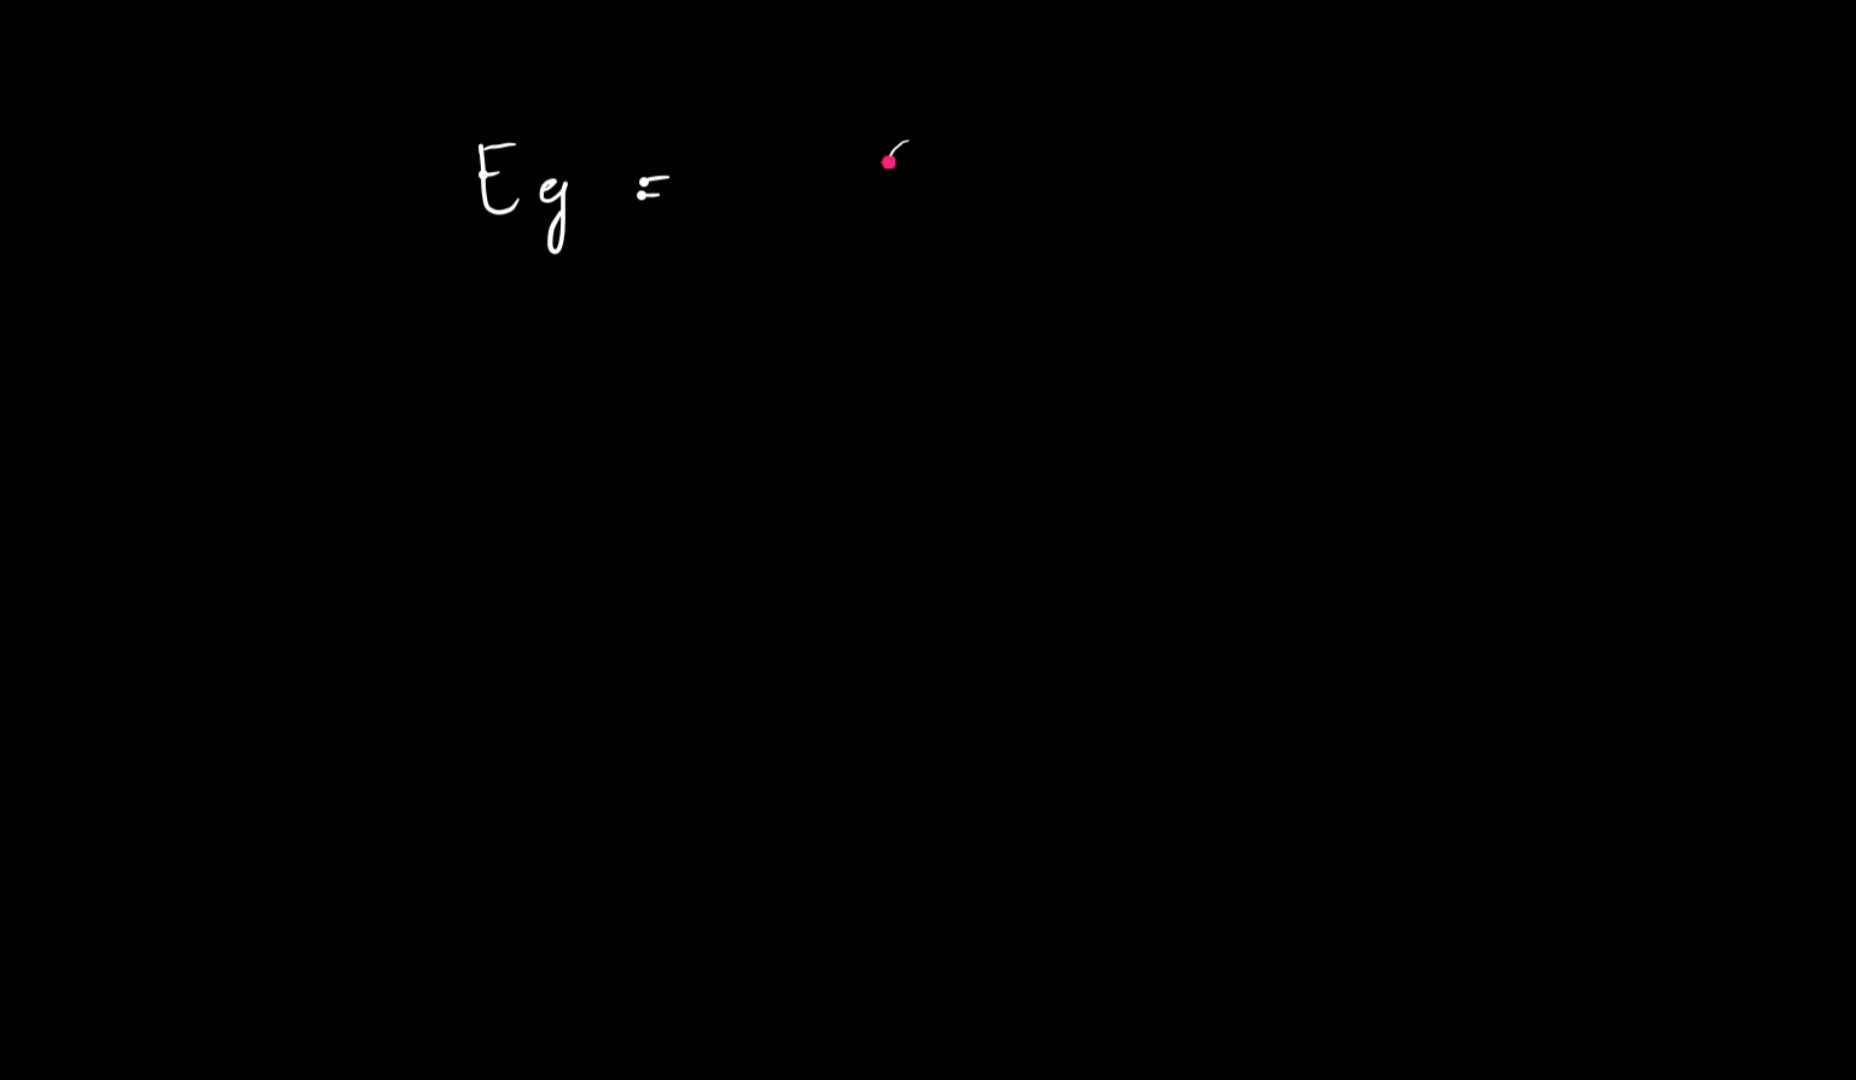 Eg =